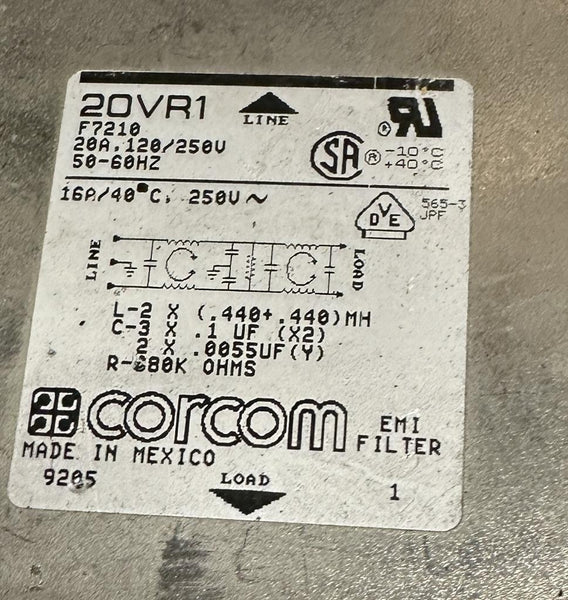 20VR1
LINE
F7210
20A, 120/250V
50-60HZ
SA ®
-10°C
+40°C
16A/40°C, 250V ~
DVE
565-3
JPF
LINE
LOAD
L-2 X (.440+.440)MH
C-3 X .1 UF (X2)
2 X .0055UF(Y)
R-680K OHMS
corcom
EMI
FILTER
MADE IN MEXICO
9205
LOAD
1